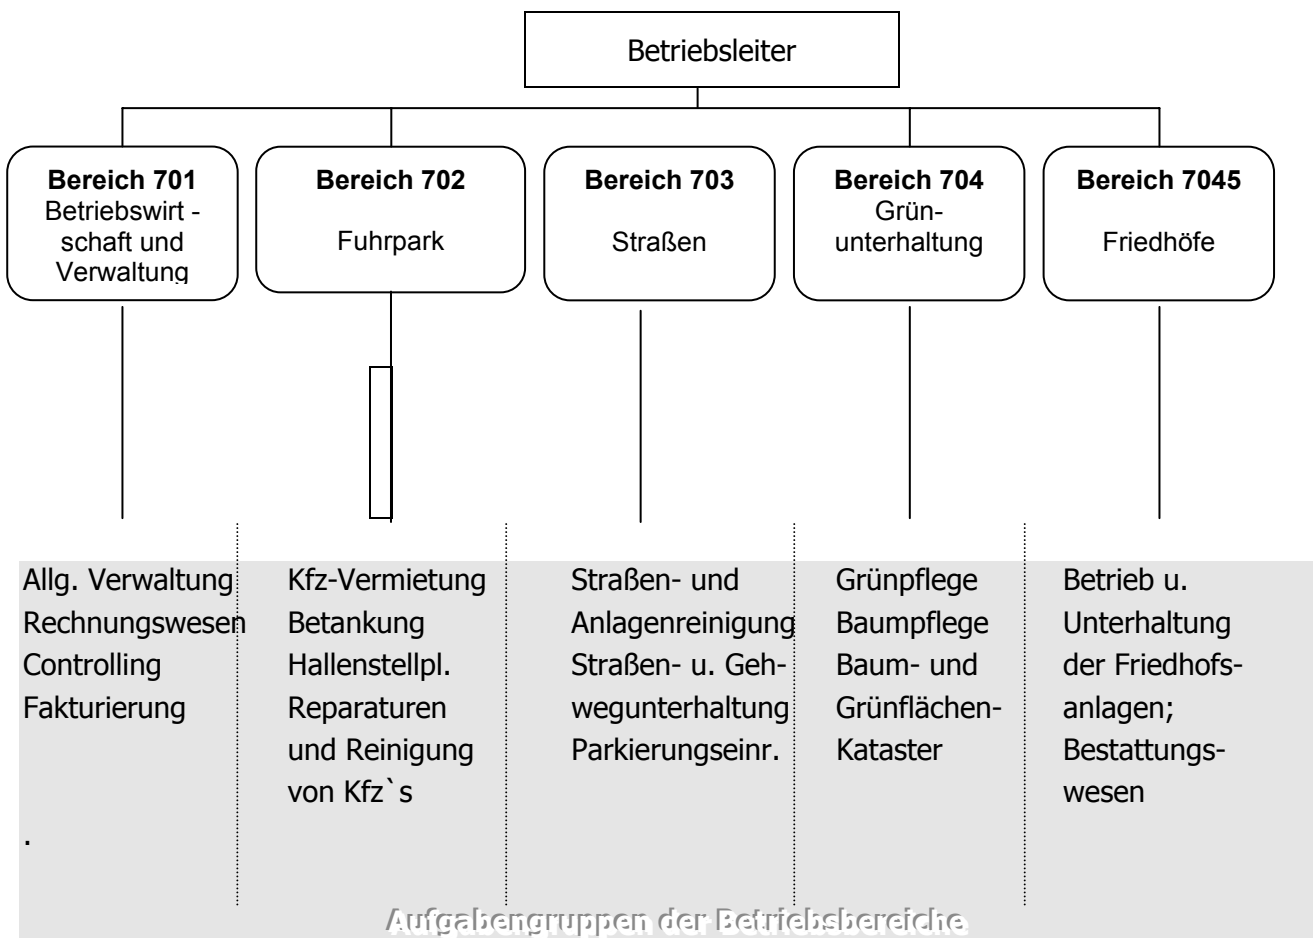 Betriebsleiter
Bereich 701
Betriebswirt -
schaft und
Verwaltung
Bereich 702
Fuhrpark
Bereich 703
Straßen
Bereich 704
Grün-
unterhaltung
Bereich 7045
Friedhöfe
Allg. Verwaltung
Rechnungswesen
Controlling
Fakturierung
.
Kfz-Vermietung
Betankung
Hallenstellpl.
Reparaturen
und Reinigung
von Kfz`s
Straßen- und
Anlagenreinigung
Straßen- u. Geh-
wegunterhaltung
Parkierungseinr.
Grünpflege
Baumpflege
Baum- und
Grünflächen-
Kataster
Betrieb u.
Unterhaltung
der Friedhofs-
anlagen;
Bestattungs-
wesen
Aufgabengruppen der Betriebsbereiche